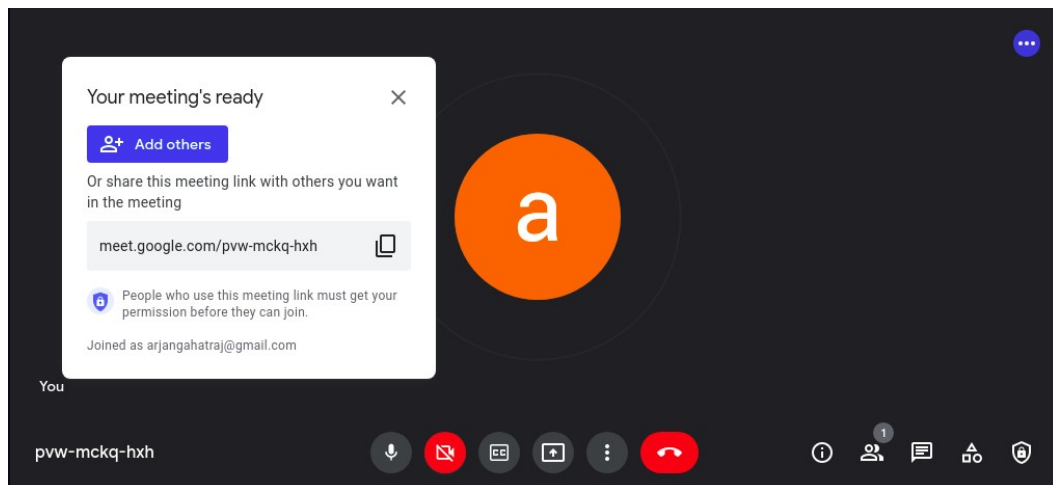 Your meeting's ready
Add others
Or share this meeting link with others you want
in the meeting
meet.google.com/pvw-mckq-hxh
People who use this meeting link must get your
permission before they can join.
Joined as arjangahatraj@gmail.com
a
You
pvw-mckq-hxh
CC
1